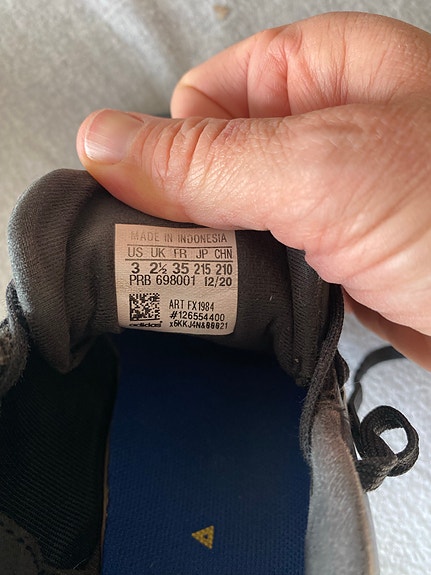 MADE IN INDONESIA
US UK FR JP CHN
3 2½ 35 215 210
PRB 698001 12/20
ART FX1984
#126554400
adidas